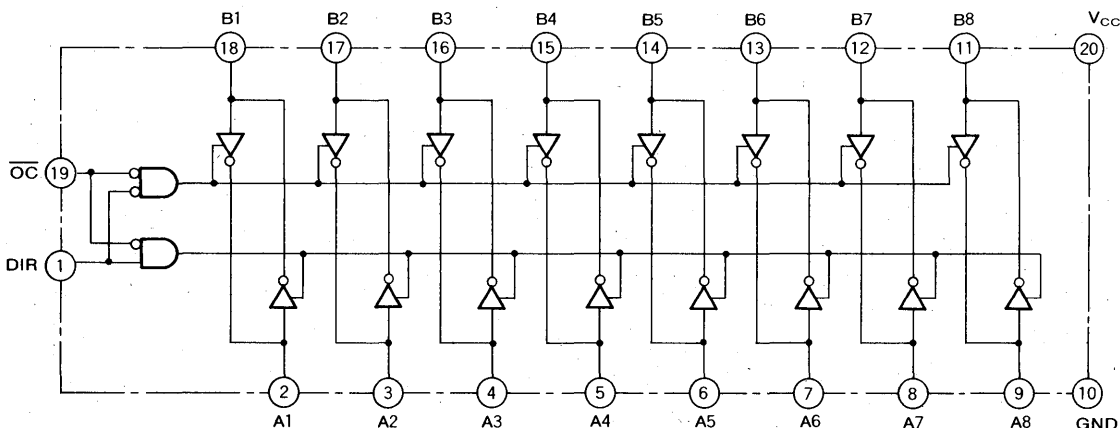 B1 B2 B3 B4 B5 B6 B7 B8 VCC
18 17 16 15 14 13 12 11 20
OC 19
DIR 1
2 3 4 5 6 7 8 9 10
A1 A2 A3 A4 A5 A6 A7 A8 GND